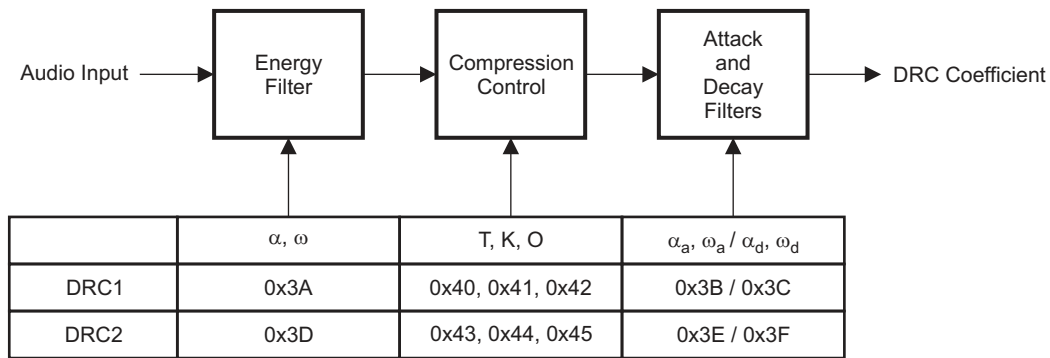 Audio Input
Energy
Filter
Compression
Control
Attack
and
Decay
Filters
DRC Coefficient
α, ω
T, K, O
αa, ωa / αd, ωd
DRC1
0x3A
0x40, 0x41, 0x42
0x3B / 0x3C
DRC2
0x3D
0x43, 0x44, 0x45
0x3E / 0x3F